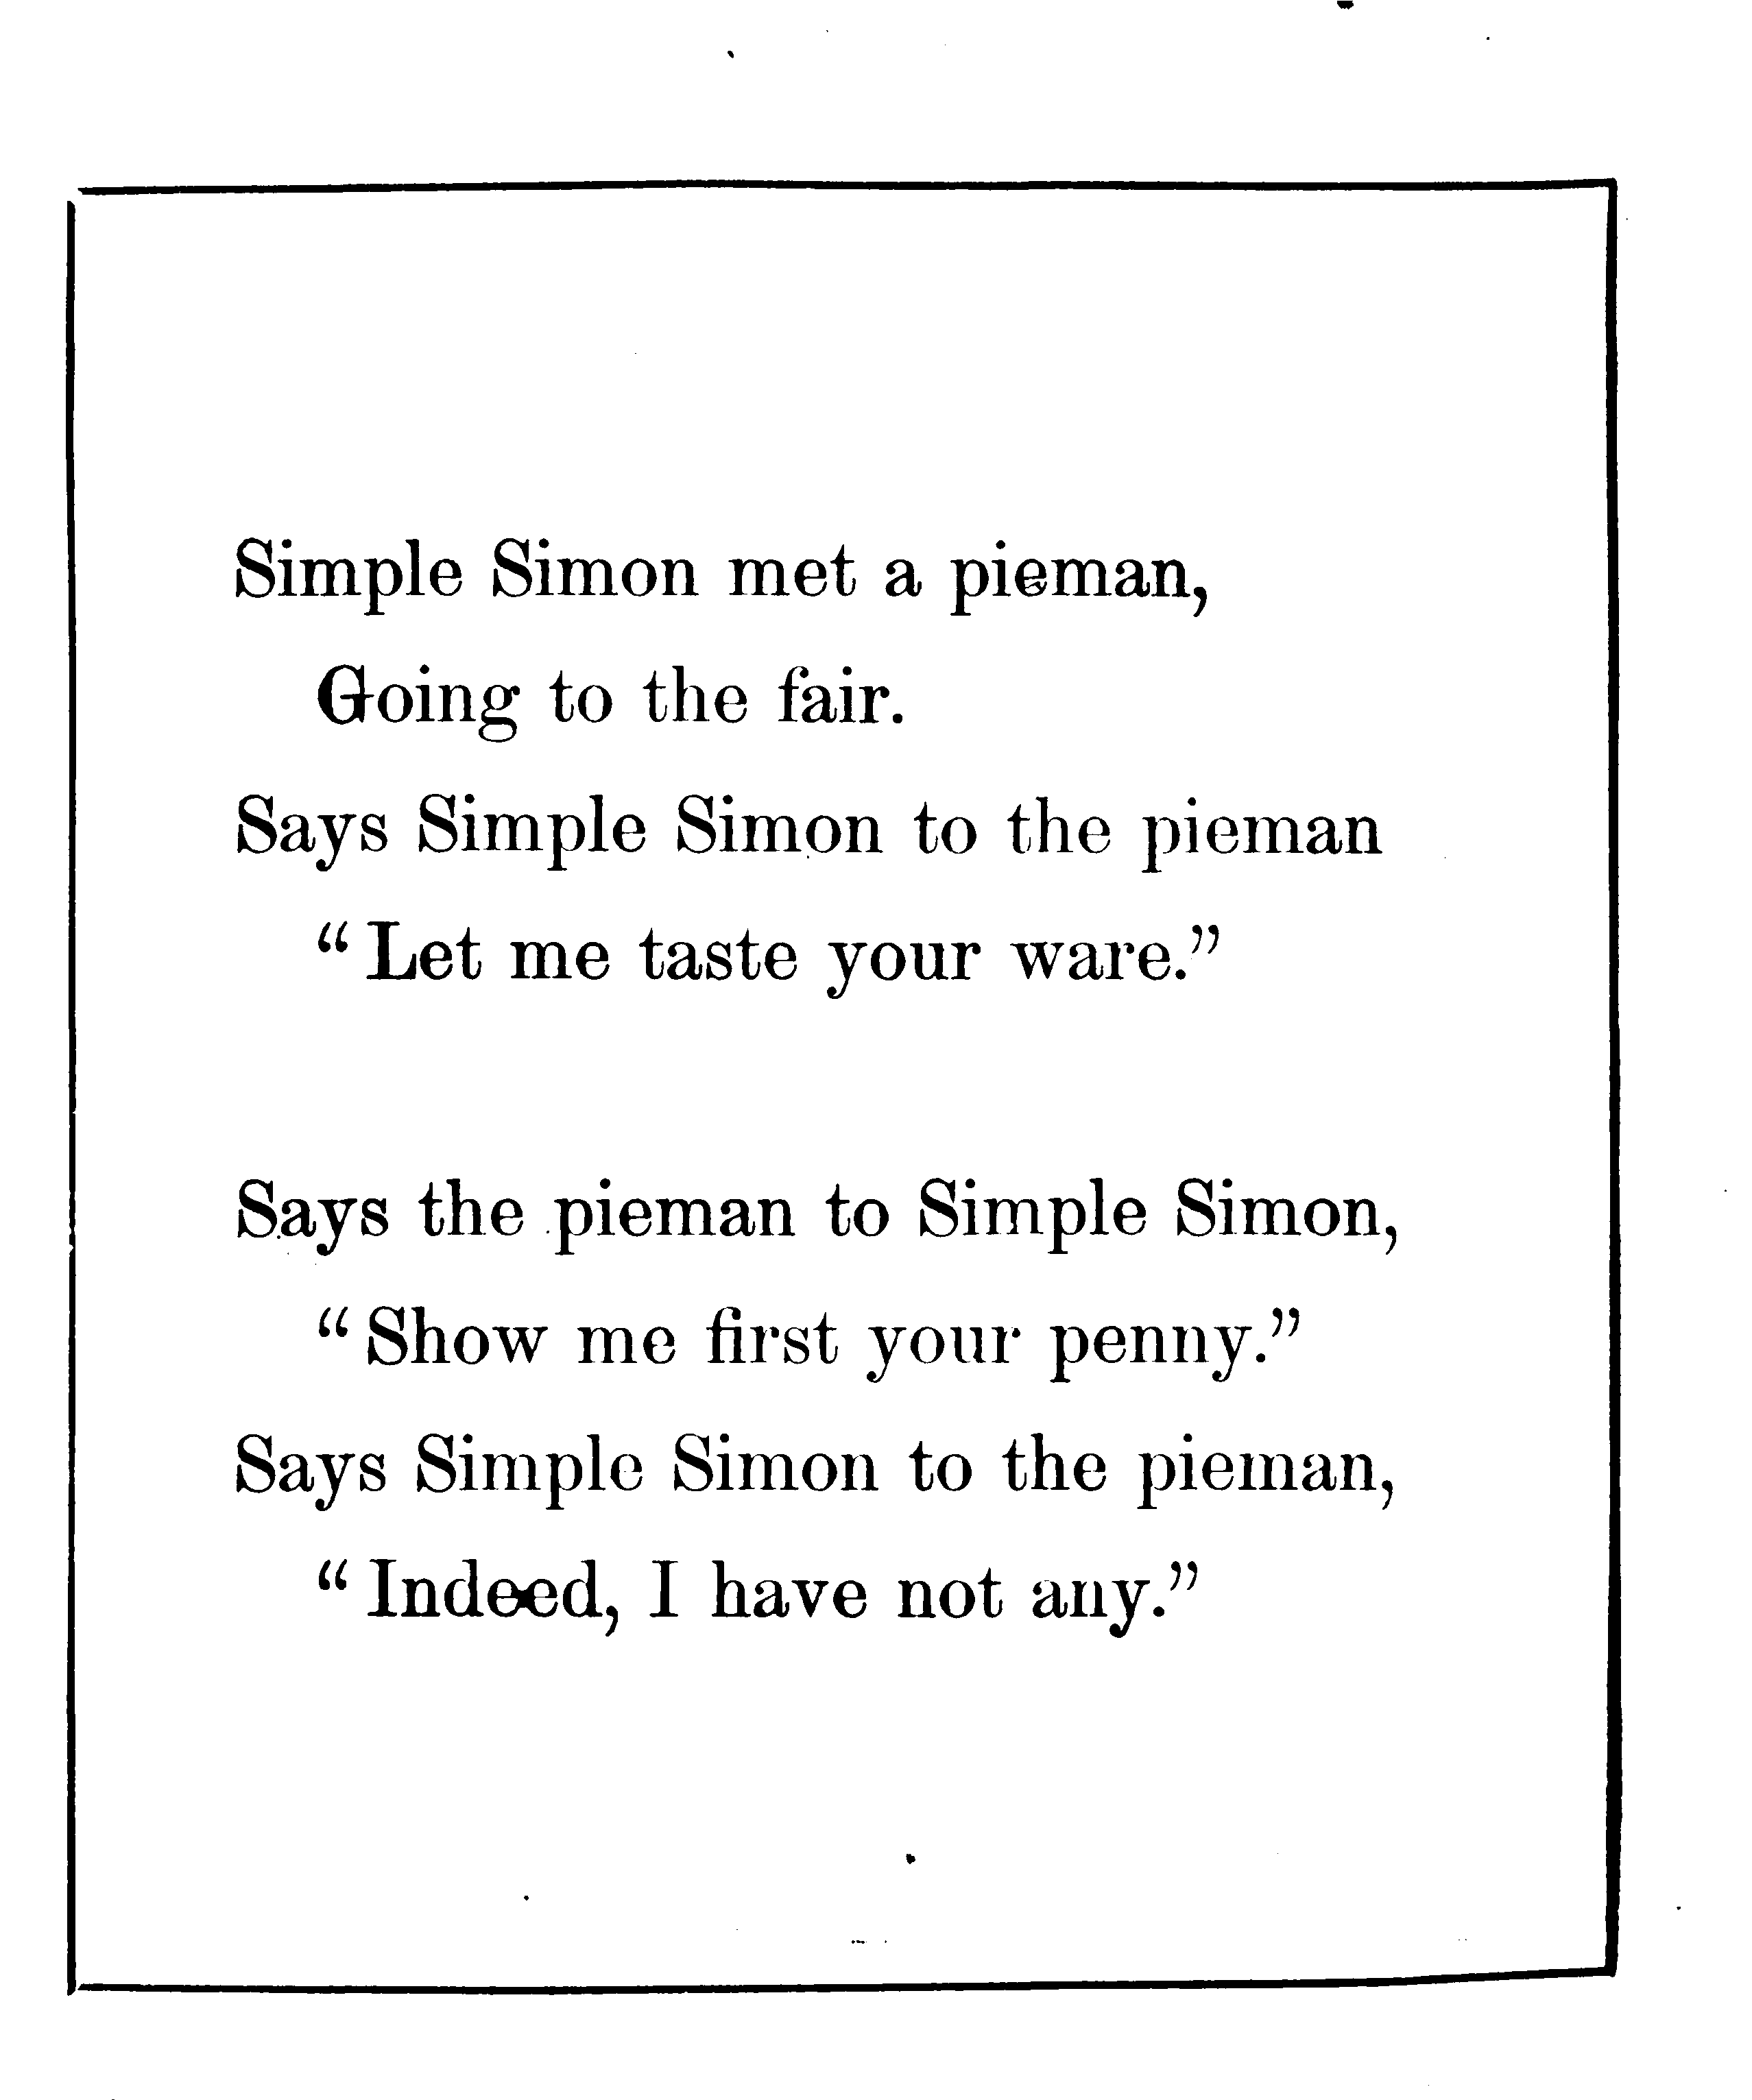 Simple Simon met a pieman,
Going to the fair.
Says Simple Simon to the pieman
“Let me taste your ware.”
Says the pieman to Simple Simon,
“Show me first your penny.”
Says Simple Simon to the pieman,
“Indeed, I have not any.”